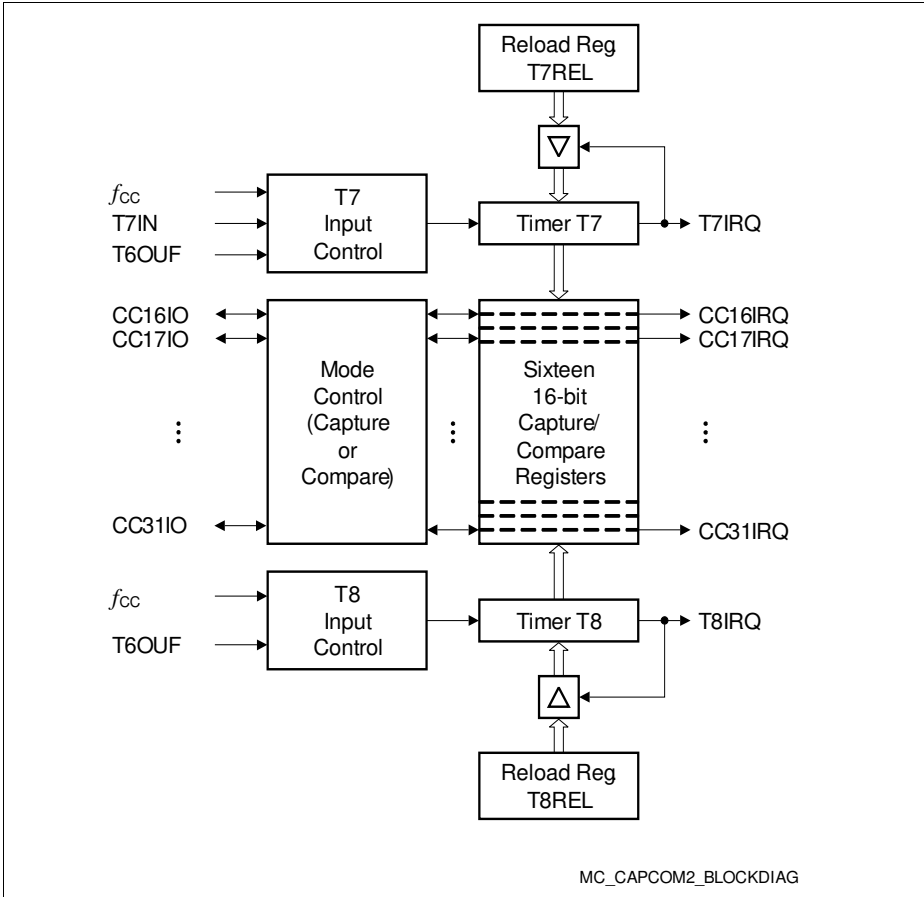 Reload Reg.
T7REL
fCC
T7IN
T6OUF
T7
Input
Control
Timer T7
T7IRQ
CC16IO
CC17IO
CC31IO
Mode
Control
(Capture
or
Compare)
Sixteen
16-bit
Capture/
Compare
Registers
CC16IRQ
CC17IRQ
CC31IRQ
fCC
T6OUF
T8
Input
Control
Timer T8
T8IRQ
Reload Reg.
T8REL
MC_CAPCOM2_BLOCKDIAG